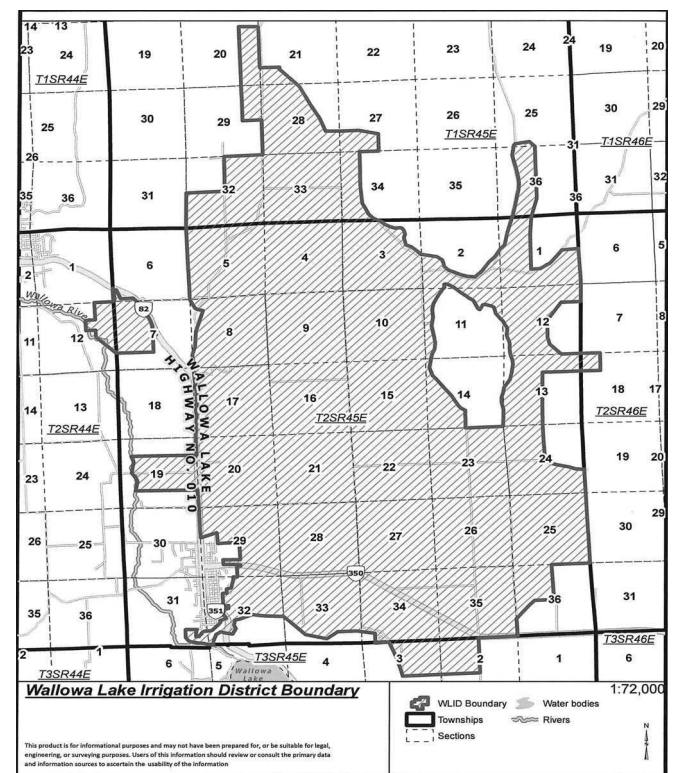 14 13
23 24 19 20 21 22 23 24 24 19 20
T1SR44E
25 30 29 28 27 26 25 30 29
T1SR45E T1SR46E
26 31
35 36 31 32 33 34 35 36 36 31 32
2 1 6 5 4 3 2 1 6 5
Wallowa River
82
11 12 7 8 9 10 11 12 7 8
WALLOWA LAKE
HIGHWAY NO. 010
14 13 18 17 16 15 14 13 18 17
T2SR44E T2SR45E T2SR46E
23 24 19 20 21 22 23 24 19 20
26 25 30 29 28 27 26 25 30 29
350
35 36 31 351 32 33 34 35 36 31
T3SR46E
2 1 6 5 T3SR45E 4 3 2 1 6
T3SR44E
Wallowa
Lake
Wallowa Lake Irrigation District Boundary
1:72,000
WLID Boundary Water bodies
Townships Rivers
Sections
N
This product is for informational purposes and may not have been prepared for, or be suitable for legal,
engineering, or surveying purposes. Users of this information should review or consult the primary data
and information sources to ascertain the usability of the information